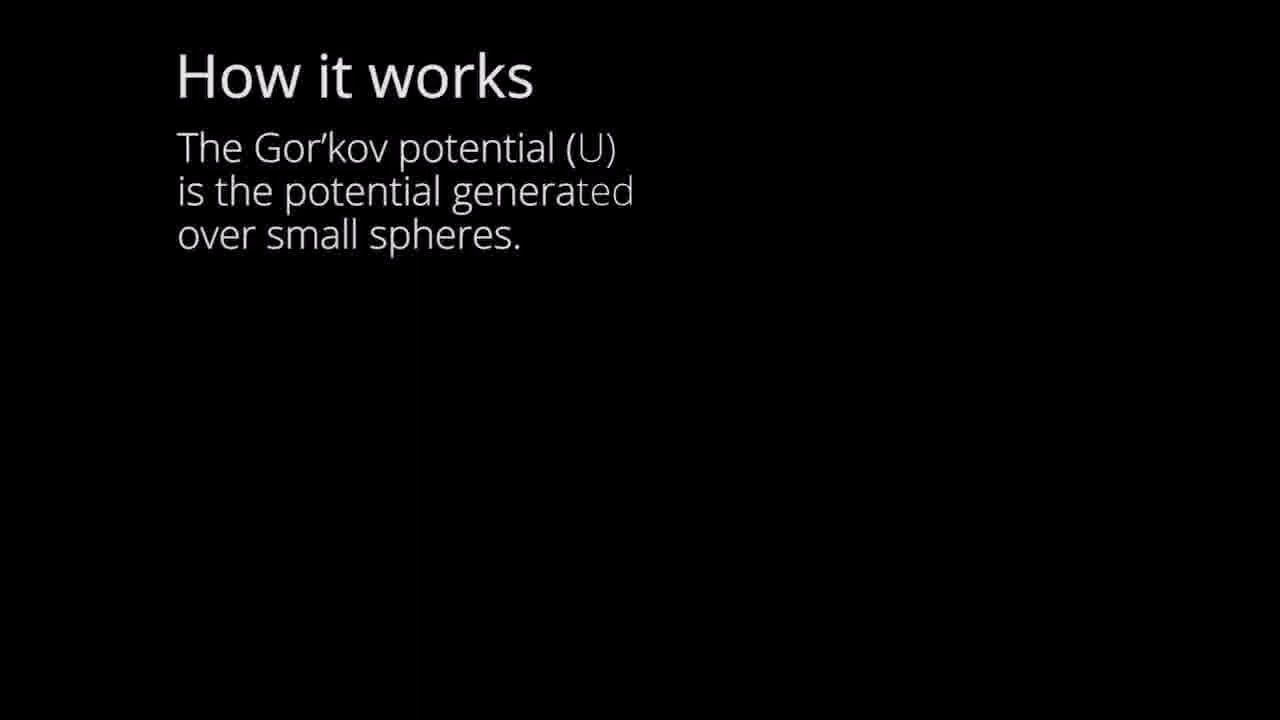 How it works
The Gor’kov potential (U)
is the potential generated
over small spheres.